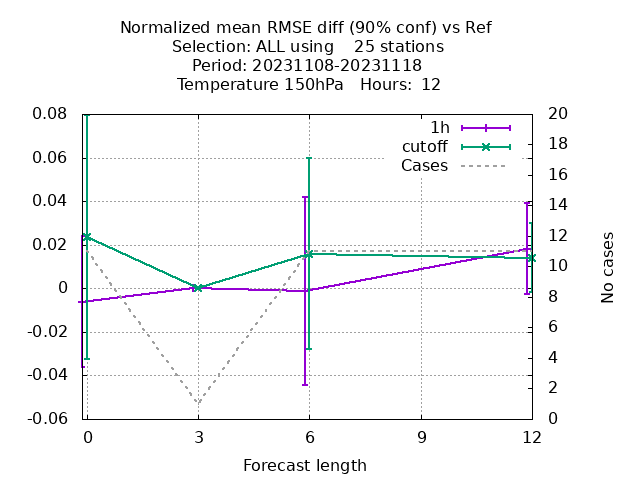 Normalized mean RMSE diff (90% conf) vs Ref
Selection: ALL using    25 stations
Period: 20231108-20231118
Temperature 150hPa   Hours:  12
1h
cutoff
Cases
0.08
0.06
0.04
0.02
0
-0.02
-0.04
-0.06
20
18
16
14
12
10
8
6
4
2
0
No cases
0
3
6
9
12
Forecast length